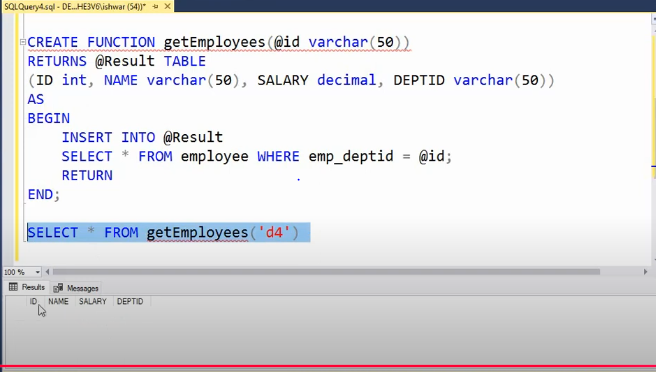 SQLQuery4.sql - DE...HE3V6\ishwar (54))*
CREATE FUNCTION getEmployees(@id varchar(50))
RETURNS @Result TABLE
(ID int, NAME varchar(50), SALARY decimal, DEPTID varchar(50))
AS
BEGIN
INSERT INTO @Result
SELECT * FROM employee WHERE emp_deptid = @id;
RETURN
END;
SELECT * FROM getEmployees('d4')
100 %
Results Messages
ID NAME SALARY DEPTID